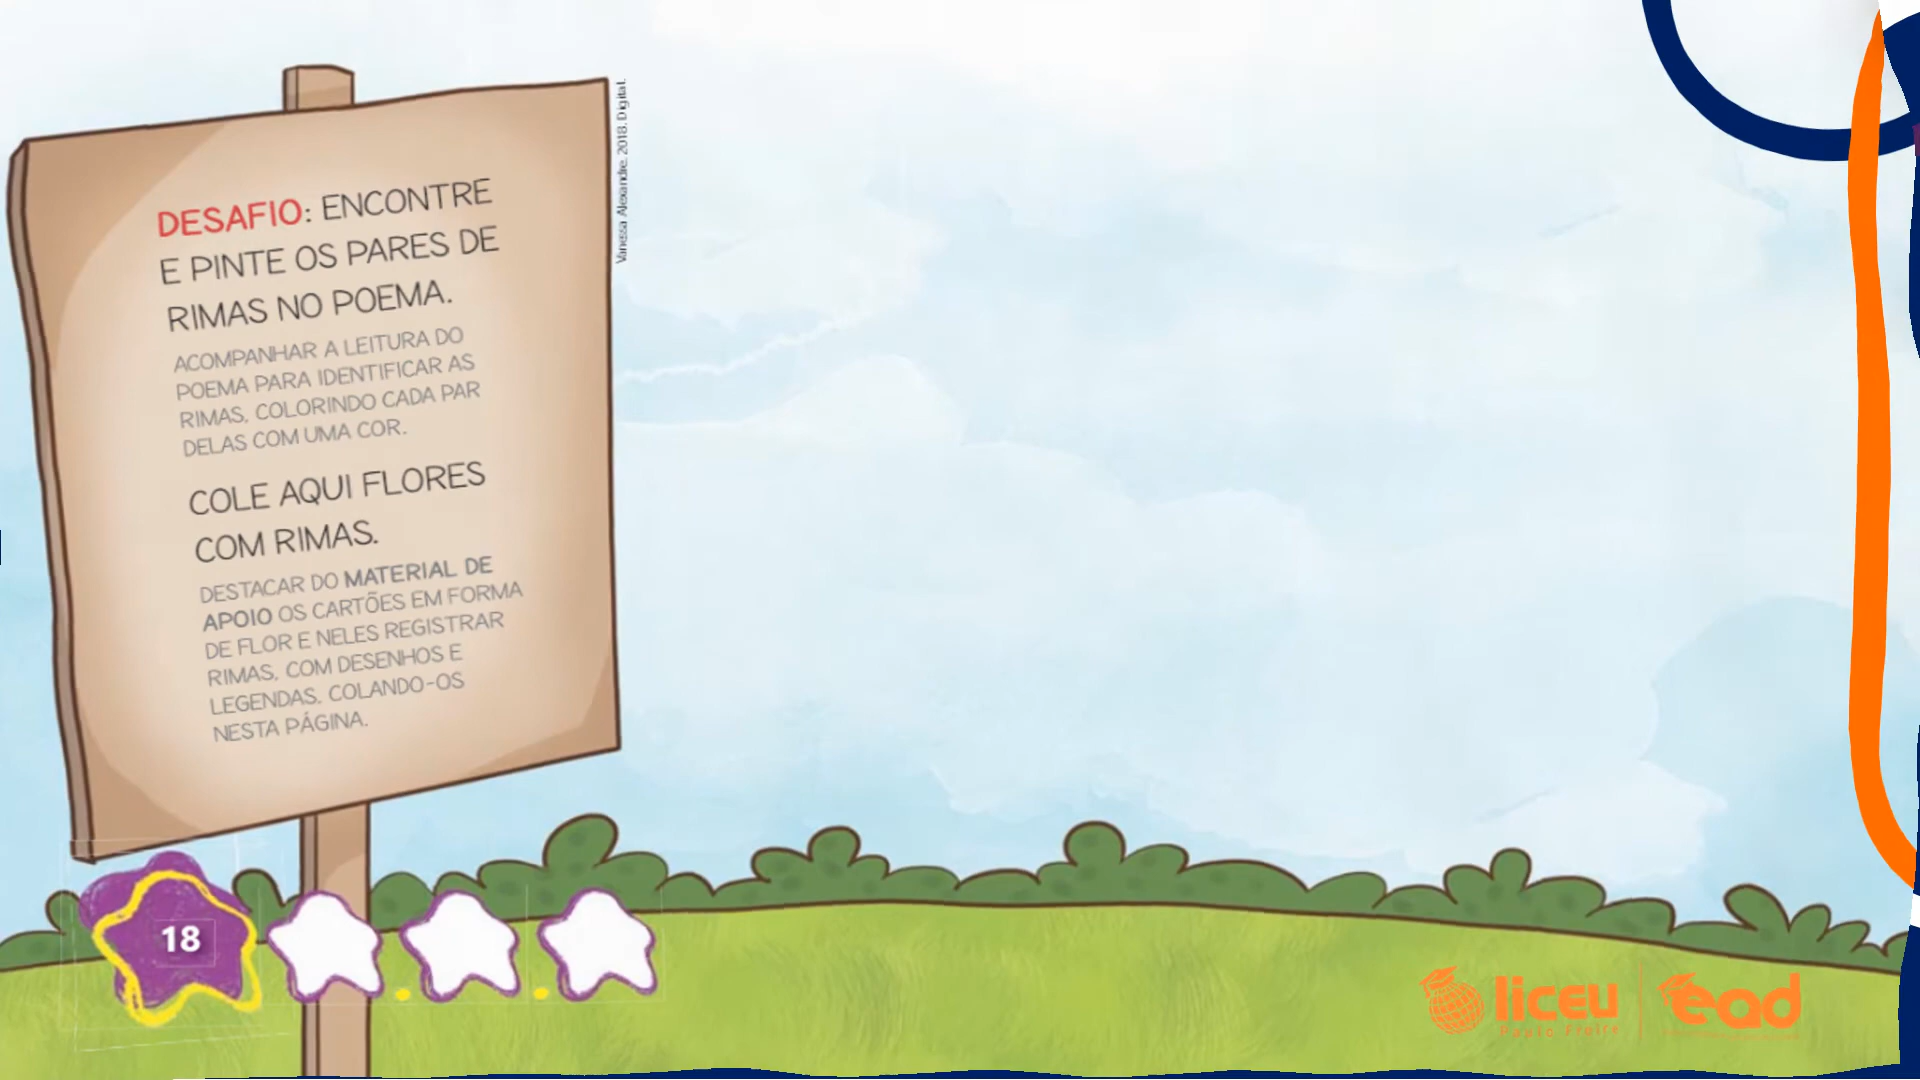 DESAFIO: ENCONTRE
E PINTE OS PARES DE
RIMAS NO POEMA.
ACOMPANHAR A LEITURA DO
POEMA PARA IDENTIFICAR AS
RIMAS, COLORINDO CADA PAR
DELAS COM UMA COR.
COLE AQUI FLORES
COM RIMAS.
DESTACAR DO MATERIAL DE
APOIO OS CARTÕES EM FORMA
DE FLOR E NELES REGISTRAR
RIMAS, COM DESENHOS E
LEGENDAS, COLANDO-OS
NESTA PÁGINA.
Vanessa Alexandre. 2018. Digital.
18
liceu
Paulo Freire
ead